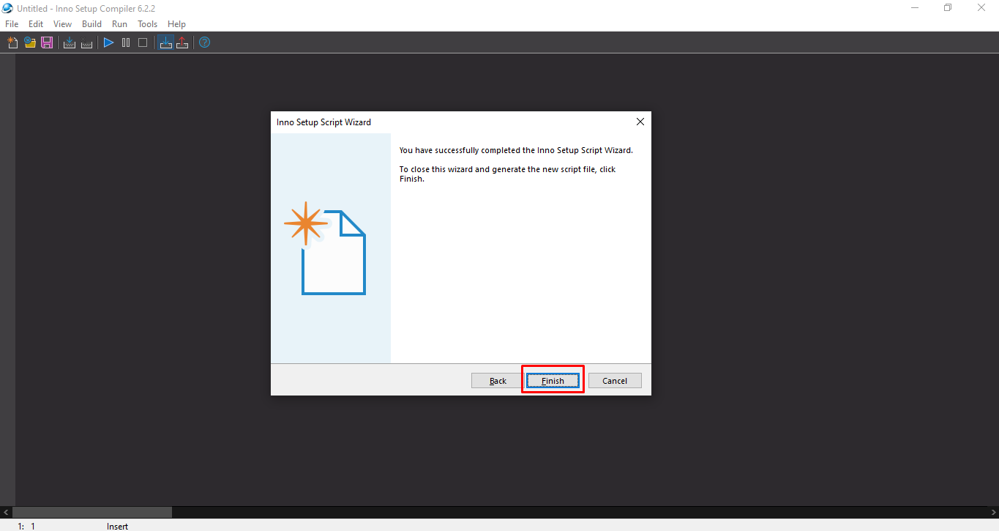 Untitled - Inno Setup Compiler 6.2.2
File Edit View Build Run Tools Help
Inno Setup Script Wizard
You have successfully completed the Inno Setup Script Wizard.
To close this wizard and generate the new script file, click
Finish.
Back Finish Cancel
1: 1 Insert